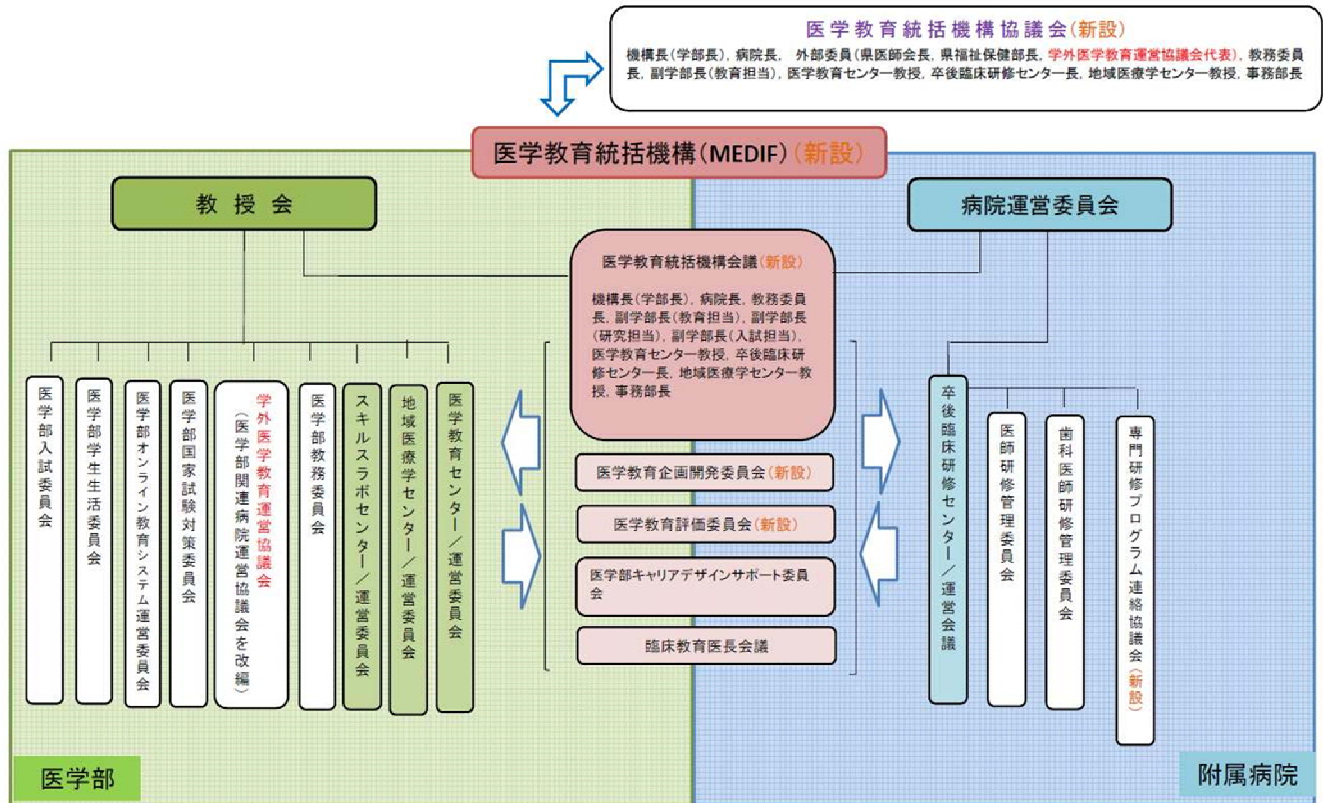 医学教育統括機構協議会(新設)
機構長(学部長), 病院長, 外部委員(県医師会長, 県福祉保健部長, 学外医学教育運営協議会代表), 教務委員
長, 副学部長(教育担当), 医学教育センター教授, 卒後臨床研修センター長, 地域医療学センター教授, 事務部長
医学教育統括機構(MEDIF)(新設)
教授会
病院運営委員会
医学教育統括機構会議(新設)
機構長(学部長), 病院長, 教務委員
長, 副学部長(教育担当), 副学部長
(研究担当), 副学部長(入試担当),
医学教育センター教授, 卒後臨床研
修センター長, 地域医療学センター教
授, 事務部長
医学教育企画開発委員会(新設)
医学教育評価委員会(新設)
医学部キャリアデザインサポート委員
会
臨床教育医長会議
医学部入試委員会
医学部学生生活委員会
医学部オンライン教育システム運営委員会
医学部国家試験対策委員会
学外医学教育運営協議会
(医学部関連病院運営協議会を改編)
医学部教務委員会
スキルスラボセンター/運営委員会
地域医療学センター/運営委員会
医学教育センター/運営委員会
卒後臨床研修センター/運営会議
医師研修管理委員会
歯科医師研修管理委員会
専門研修プログラム連絡協議会(新設)
医学部
附属病院